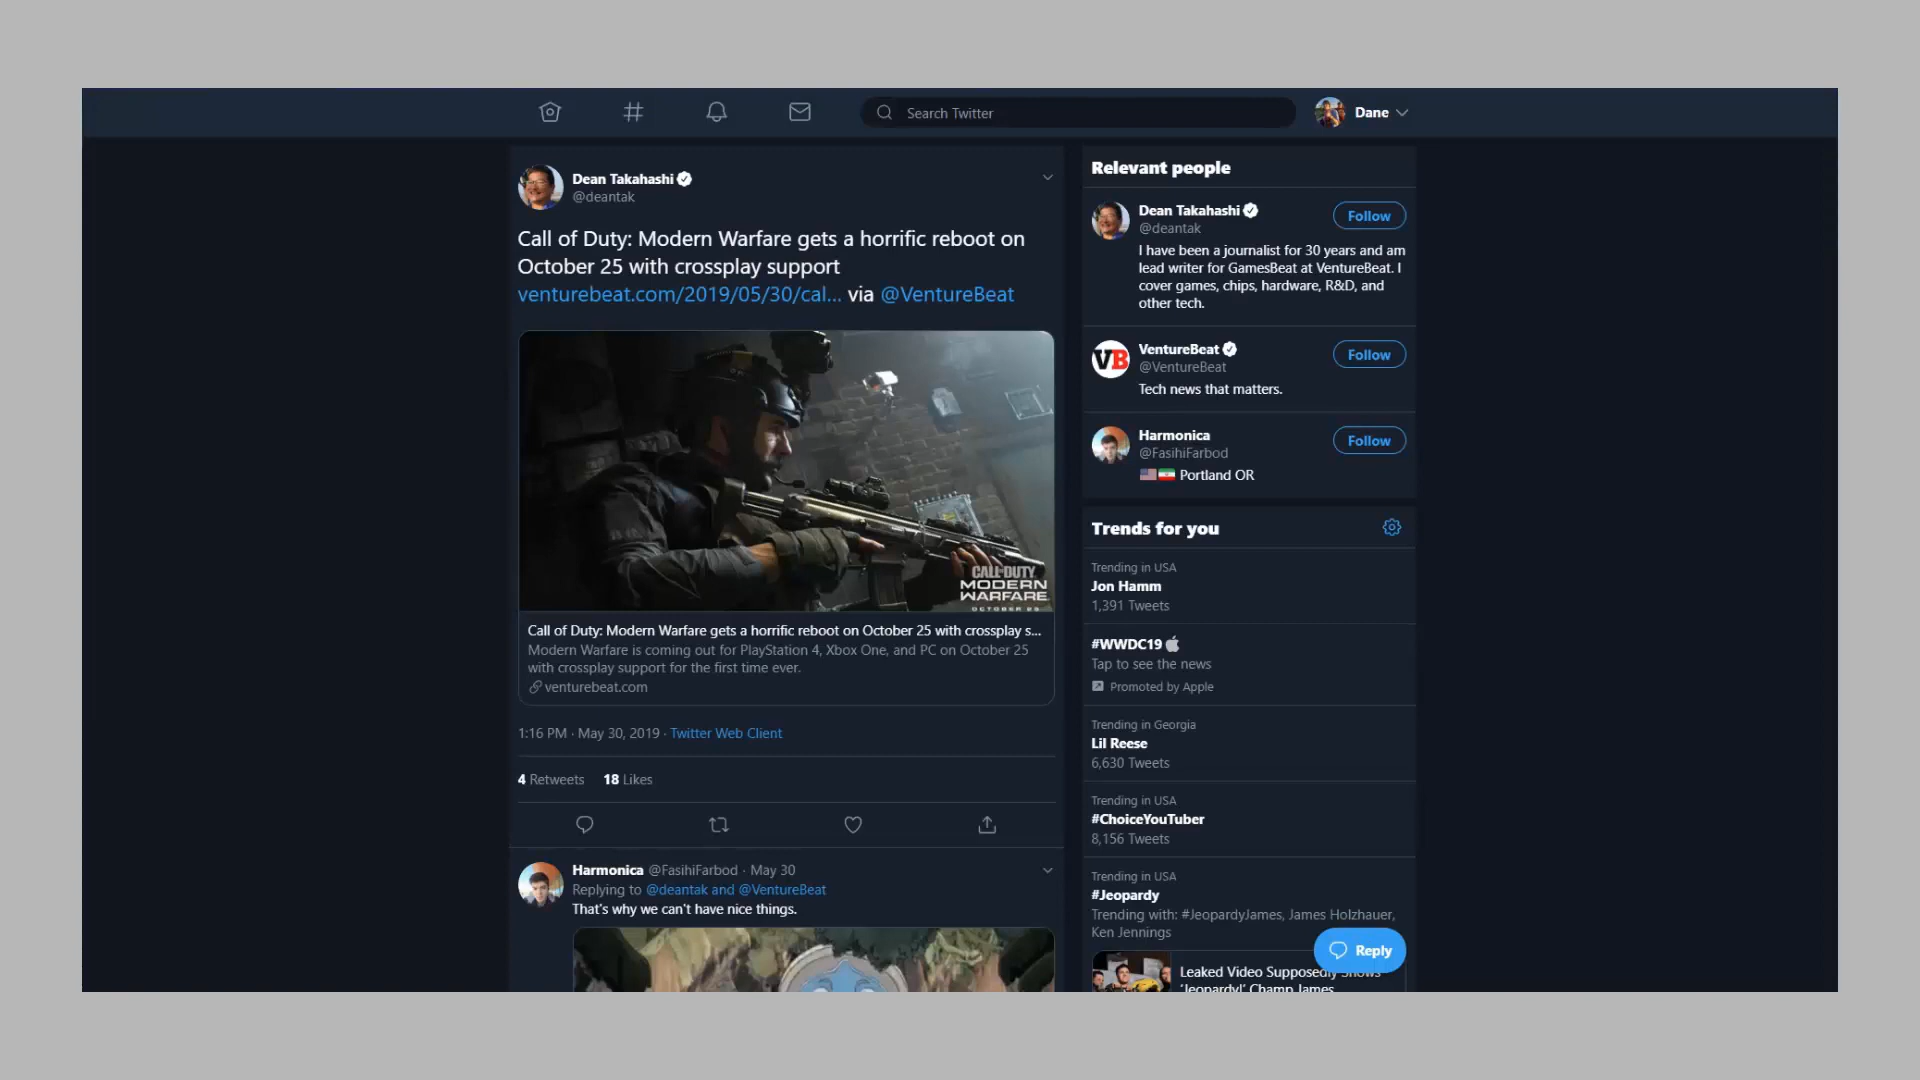 Search Twitter
Dane
Dean Takahashi
@deantak
Call of Duty: Modern Warfare gets a horrific reboot on
October 25 with crossplay support
venturebeat.com/2019/05/30/cal... via @VentureBeat
CALL OF DUTY
MODERN
WARFARE
OCTOBER 25
Call of Duty: Modern Warfare gets a horrific reboot on October 25 with crossplay s...
Modern Warfare is coming out for PlayStation 4, Xbox One, and PC on October 25
with crossplay support for the first time ever.
venturebeat.com
1:16 PM · May 30, 2019 · Twitter Web Client
4 Retweets 18 Likes
Harmonica @FasihiFarbod · May 30
Replying to @deantak and @VentureBeat
That's why we can't have nice things.
Relevant people
Dean Takahashi
@deantak
Follow
I have been a journalist for 30 years and am
lead writer for GamesBeat at VentureBeat. I
cover games, chips, hardware, R&D, and
other tech.
VB
VentureBeat
@VentureBeat
Follow
Tech news that matters.
Harmonica
@FasihiFarbod
Follow
Portland OR
Trends for you
Trending in USA
Jon Hamm
1,391 Tweets
#WWDC19
Tap to see the news
Promoted by Apple
Trending in Georgia
Lil Reese
6,630 Tweets
Trending in USA
#ChoiceYouTuber
8,156 Tweets
Trending in USA
#Jeopardy
Trending with: #JeopardyJames, James Holzhauer,
Ken Jennings
Reply
Leaked Video Supposedly Shows
'Jeopardy!' Champ James